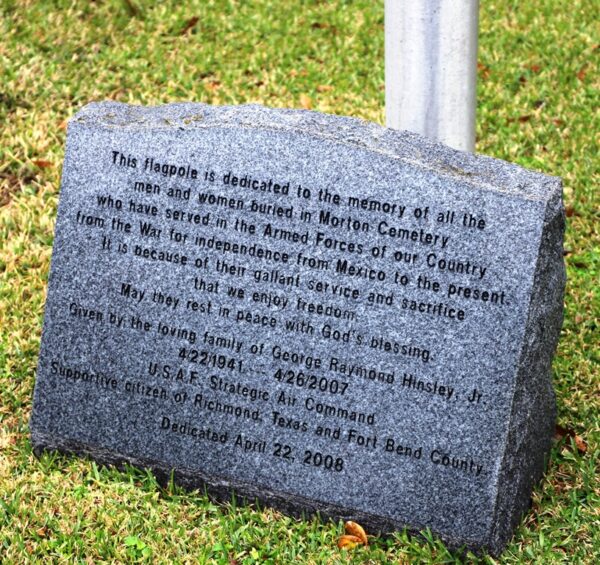 This flagpole is dedicated to the memory of all the
men and women buried in Morton Cemetery
who have served in the Armed Forces of our Country
from the War for independence from Mexico to the present.
It is because of their gallant service and sacrifice
that we enjoy freedom.
May they rest in peace with God's blessing.
Given by the loving family of George Raymond Hinsley, Jr.
4/22/1941 - 4/26/2007
U.S.A.F. Strategic Air Command
Supportive citizen of Richmond, Texas and Fort Bend County.
Dedicated April 22, 2008